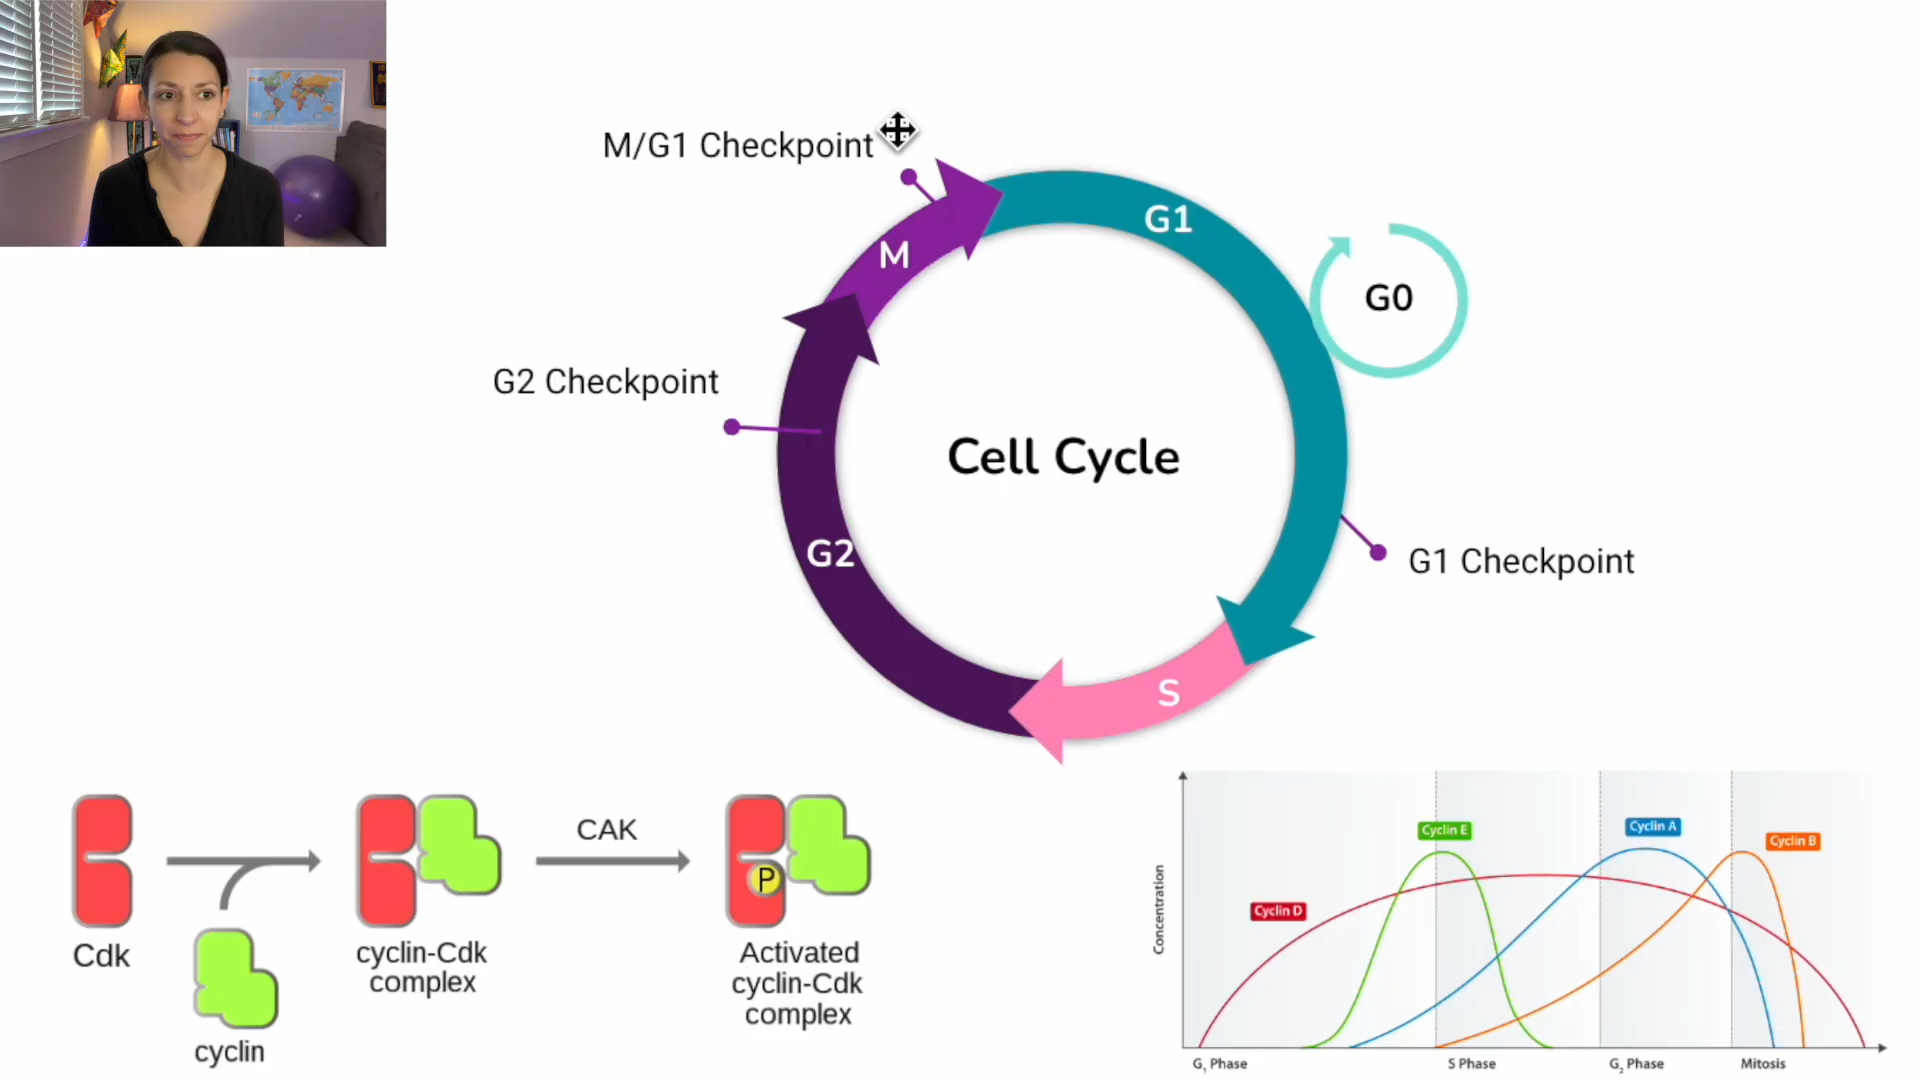 M/G1 Checkpoint
G1
M
G0
G2 Checkpoint
Cell Cycle
G2
G1 Checkpoint
S
CAK
P
Cdk
cyclin-Cdk
complex
Activated
cyclin-Cdk
complex
cyclin
Concentration
Cyclin D
Cyclin E
Cyclin A
Cyclin B
G1 Phase
S Phase
G2 Phase
Mitosis